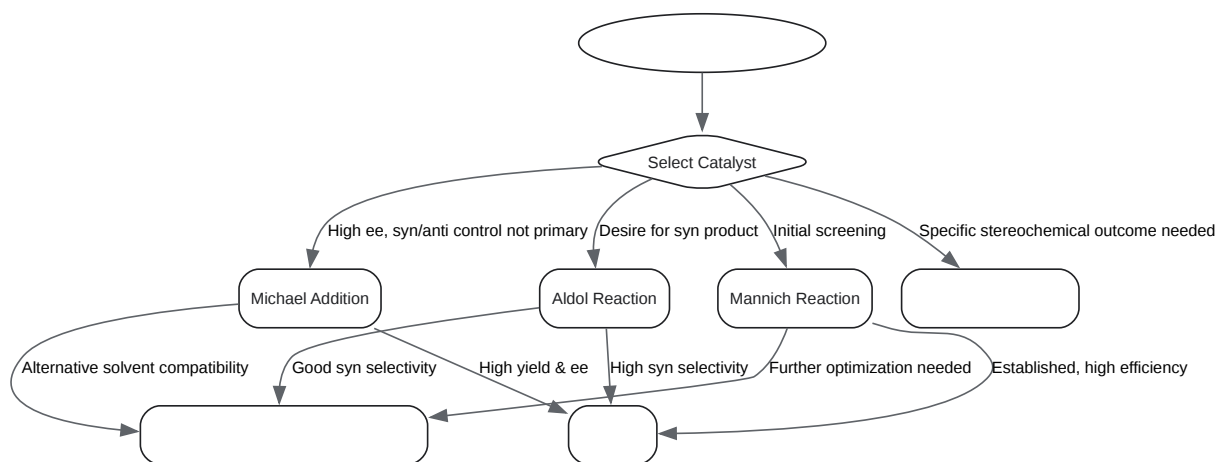 Select Catalyst
High ee, syn/anti control not primary
Desire for syn product
Initial screening
Specific stereochemical outcome needed
Michael Addition
Aldol Reaction
Mannich Reaction
Alternative solvent compatibility
Good syn selectivity
High yield & ee
High syn selectivity
Further optimization needed
Established, high efficiency